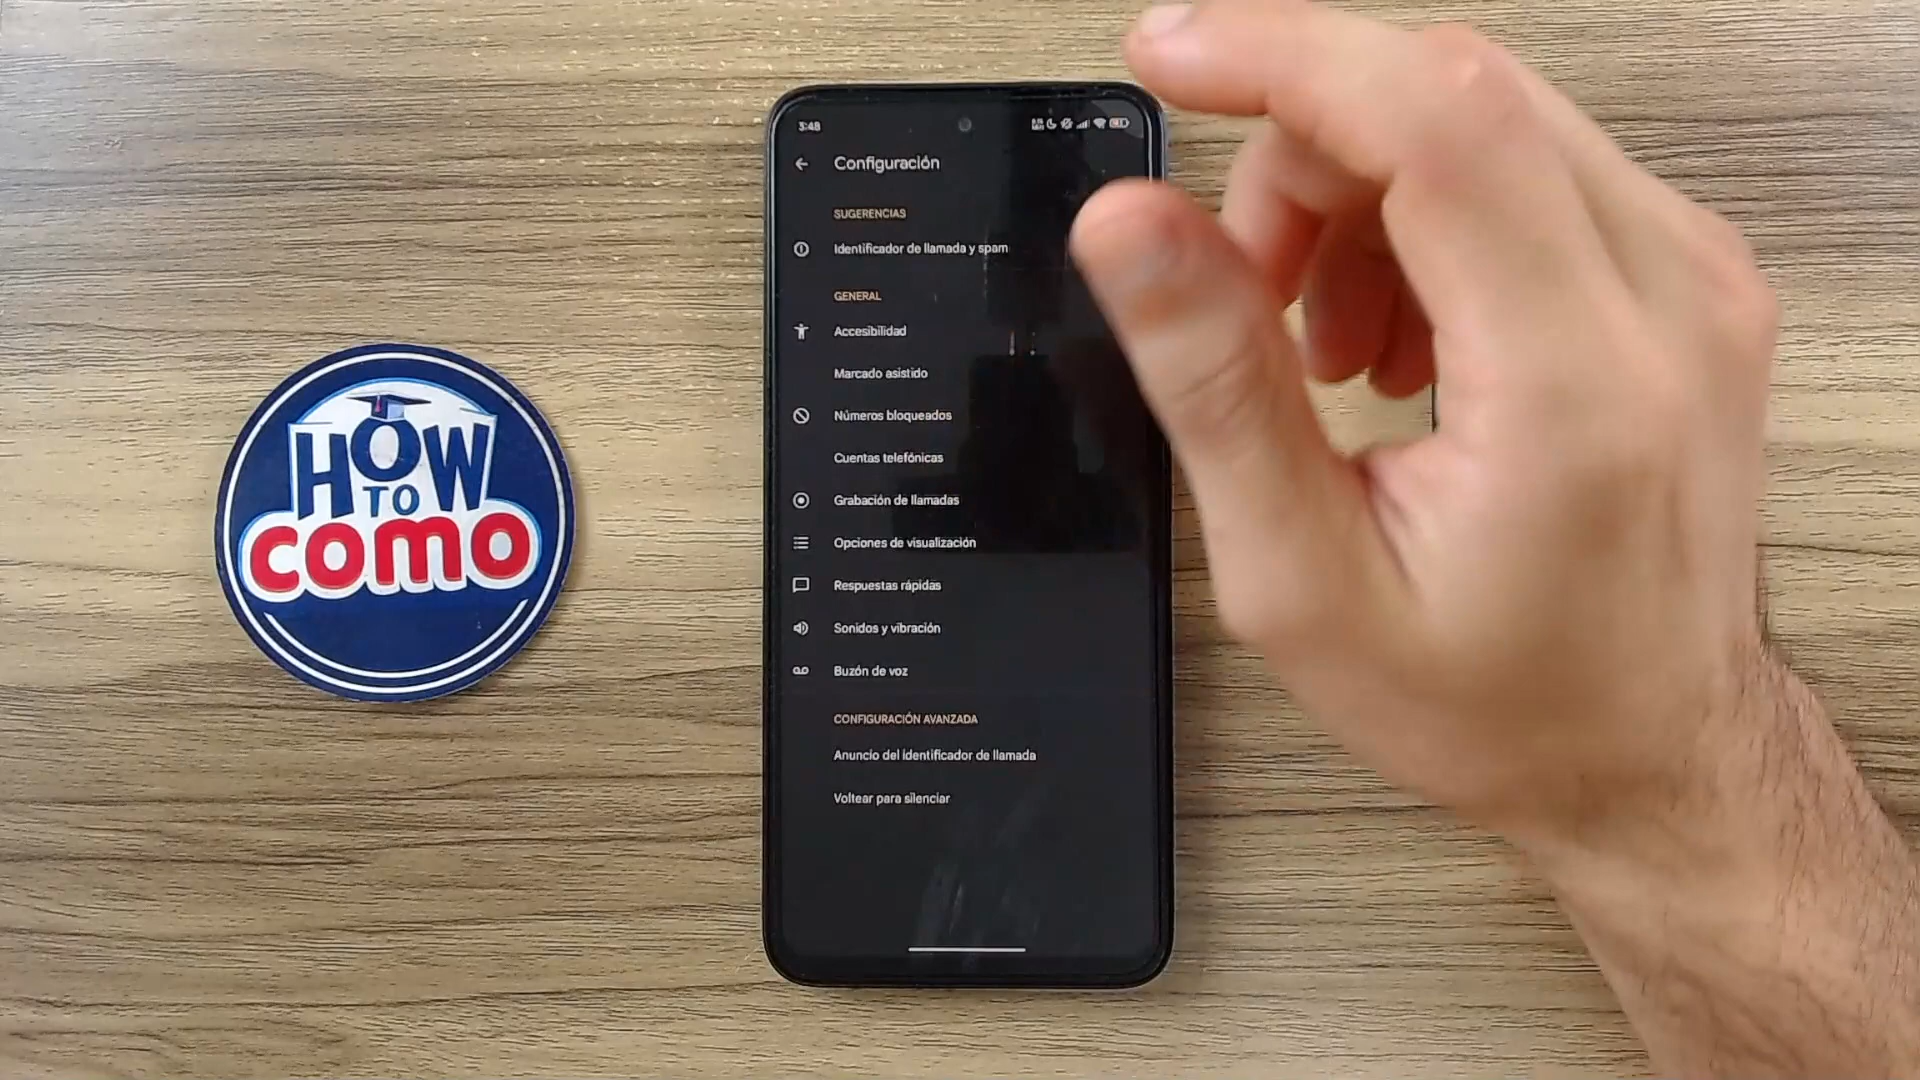 HOW
TO
COMO
3:48
Configuración
SUGERENCIAS
Identificador de llamada y spam
GENERAL
Accesibilidad
Marcado asistido
Números bloqueados
Cuentas telefónicas
Grabación de llamadas
Opciones de visualización
Respuestas rápidas
Sonidos y vibración
Buzón de voz
CONFIGURACIÓN AVANZADA
Anuncio del identificador de llamada
Voltear para silenciar